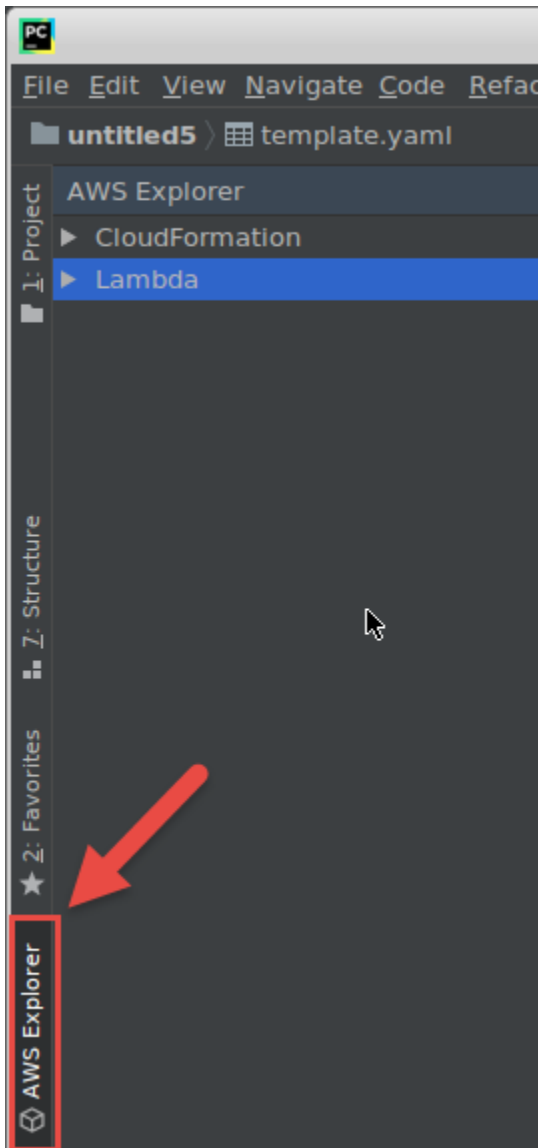 PC
File Edit View Navigate Code Refac
untitled5 template.yaml
AWS Explorer
CloudFormation
Lambda
1: Project
7: Structure
2: Favorites
AWS Explorer